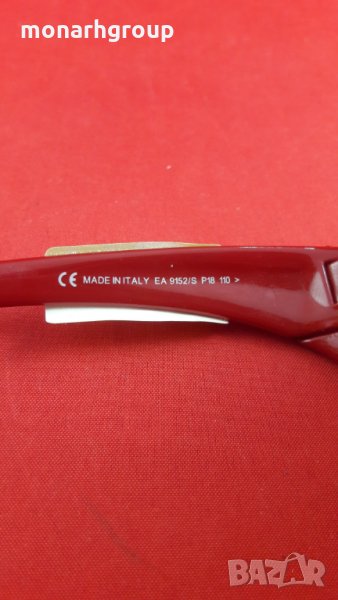 monarhgroup
CE MADE IN ITALY EA 9152/S P18 110 >
BAZAR